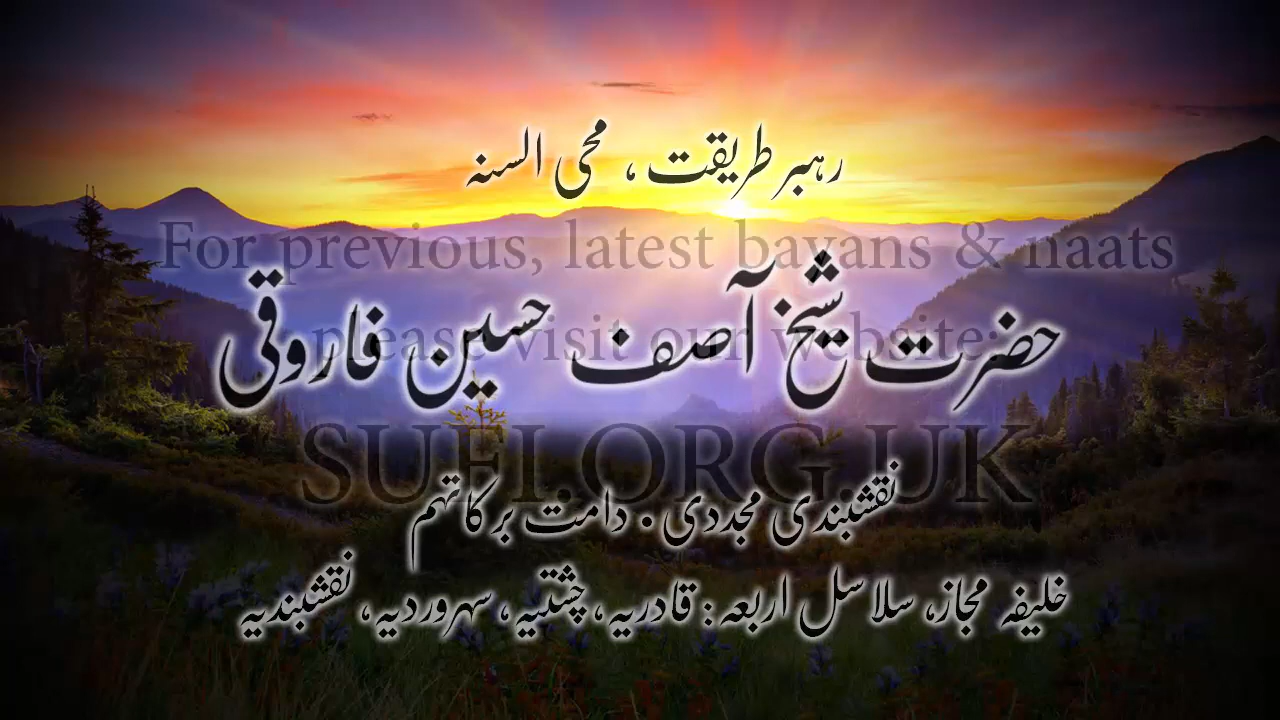 رہبر طریقت، محی السنہ
For previous, latest bayans & naats
حضرت شیخ آصف حسین فاروقی
please visit our website:
SUFI.ORG.UK
نقشبندی مجددی . دامت برکاتہم
خلیفہ مجاز، سلاسل اربعہ: قادریہ، چشتیہ، سہروردیہ، نقشبندیہ